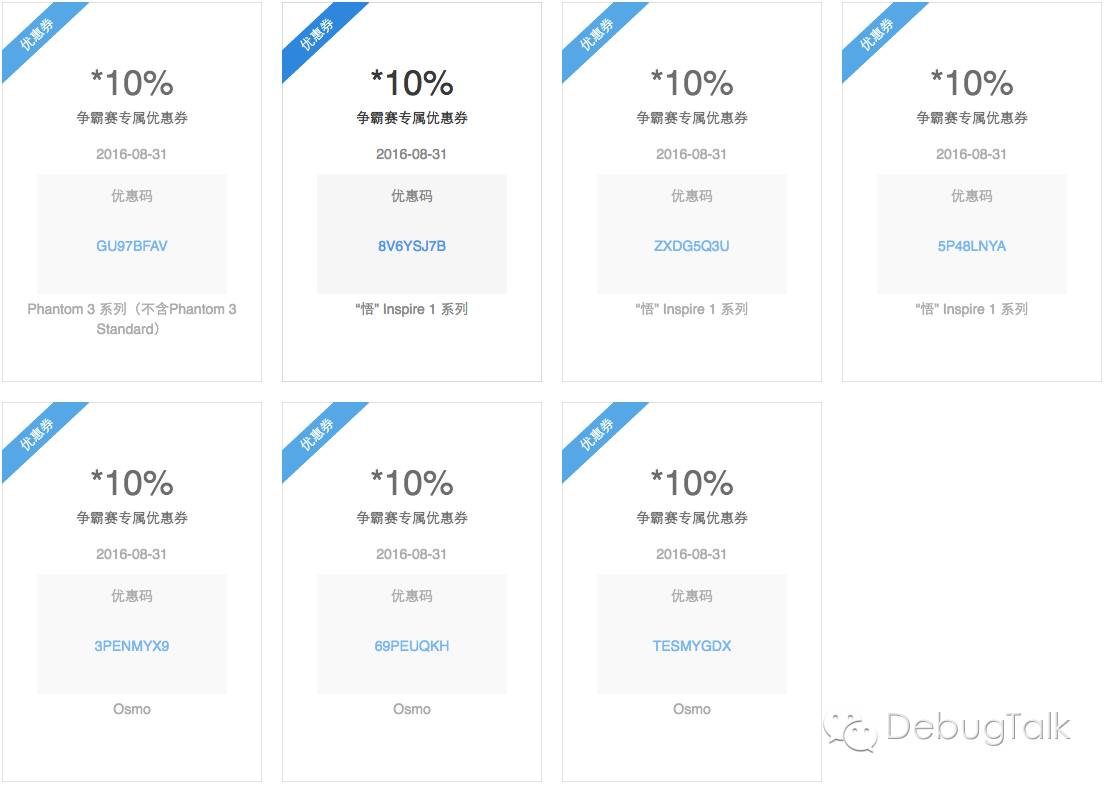 优惠券
*10%
争霸赛专属优惠券
2016-08-31
优惠码
GU97BFAV
Phantom 3 系列（不含Phantom 3
Standard）
优惠券
*10%
争霸赛专属优惠券
2016-08-31
优惠码
8V6YSJ7B
“悟” Inspire 1 系列
优惠券
*10%
争霸赛专属优惠券
2016-08-31
优惠码
ZXDG5Q3U
“悟” Inspire 1 系列
优惠券
*10%
争霸赛专属优惠券
2016-08-31
优惠码
5P48LNYA
“悟” Inspire 1 系列
优惠券
*10%
争霸赛专属优惠券
2016-08-31
优惠码
3PENMYX9
Osmo
优惠券
*10%
争霸赛专属优惠券
2016-08-31
优惠码
69PEUQKH
Osmo
优惠券
*10%
争霸赛专属优惠券
2016-08-31
优惠码
TESMYGDX
Osmo
DebugTalk